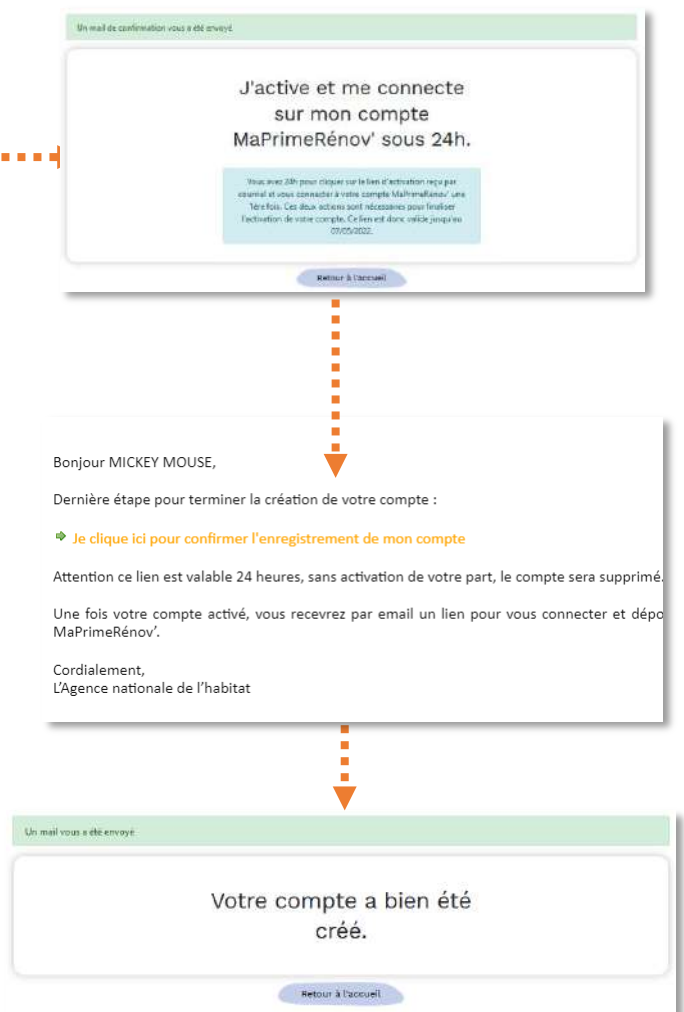 Un mail de confirmation vous a été envoyé
J'active et me connecte
sur mon compte
MaPrimeRénov' sous 24h.
Vous avez 24h pour cliquer sur le lien d'activation reçu par
courriel et vous connecter à votre compte MaPrimeRénov' une
1ère fois. Ces deux actions sont nécessaires pour finaliser
l'activation de votre compte. Ce lien est donc valide jusqu'au
07/05/2022.
Retour à l'accueil
Bonjour MICKEY MOUSE,
Dernière étape pour terminer la création de votre compte :
Je clique ici pour confirmer l'enregistrement de mon compte
Attention ce lien est valable 24 heures, sans activation de votre part, le compte sera supprimé.
Une fois votre compte activé, vous recevrez par email un lien pour vous connecter et dépo
MaPrimeRénov’.
Cordialement,
L’Agence nationale de l’habitat
Un mail vous a été envoyé
Votre compte a bien été
créé.
Retour à l'accueil